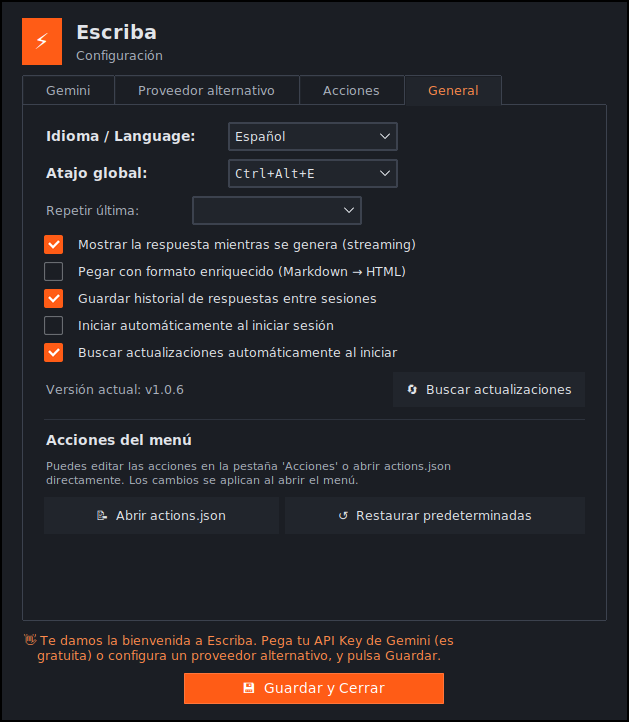 Escriba
Configuración
Gemini
Proveedor alternativo
Acciones
General
Idioma / Language:
Español
Atajo global:
Ctrl+Alt+E
Repetir última:
Mostrar la respuesta mientras se genera (streaming)
Pegar con formato enriquecido (Markdown → HTML)
Guardar historial de respuestas entre sesiones
Iniciar automáticamente al iniciar sesión
Buscar actualizaciones automáticamente al iniciar
Versión actual: v1.0.6
Buscar actualizaciones
Acciones del menú
Puedes editar las acciones en la pestaña 'Acciones' o abrir actions.json
directamente. Los cambios se aplican al abrir el menú.
Abrir actions.json
Restaurar predeterminadas
Te damos la bienvenida a Escriba. Pega tu API Key de Gemini (es
gratuita) o configura un proveedor alternativo, y pulsa Guardar.
Guardar y Cerrar